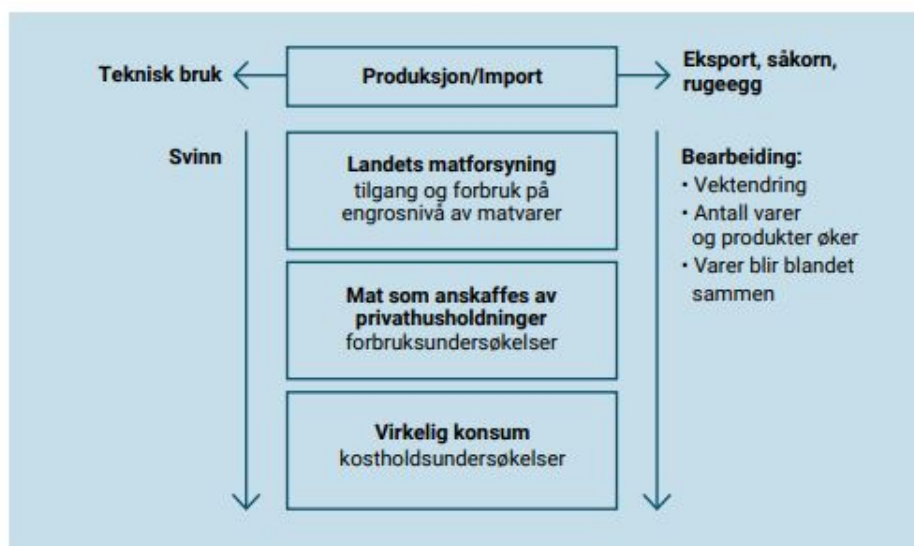 Teknisk bruk
Produksjon/Import
Eksport, såkorn,
rugeegg
Svinn
Landets matforsyning
tilgang og forbruk på
engrosnivå av matvarer
Bearbeiding:
• Vektendring
• Antall varer
og produkter øker
• Varer blir blandet
sammen
Mat som anskaffes av
privathusholdninger
forbruksundersøkelser
Virkelig konsum
kostholdsundersøkelser